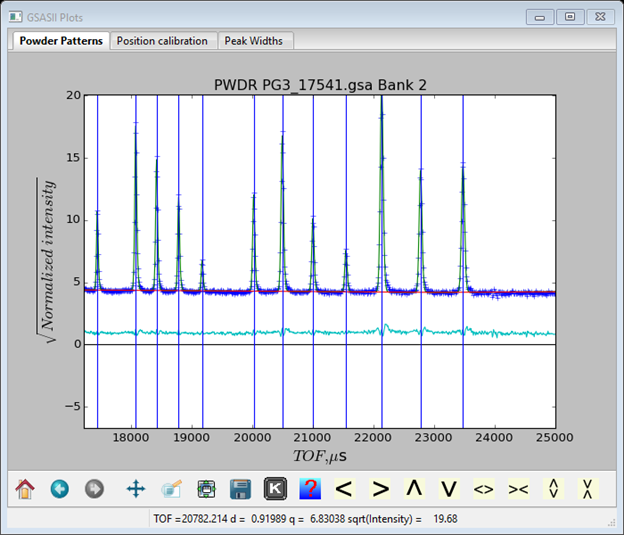 GSASII Plots
Powder Patterns Position calibration Peak Widths
PWDR PG3_17541.gsa Bank 2
20
15
10
5
0
−5
√Normalized intensity
18000 19000 20000 21000 22000 23000 24000 25000
TOF,μs
K ? < > Λ V <> >< 
TOF =20782.214 d = 0.91989 q = 6.83038 sqrt(Intensity) = 19.68